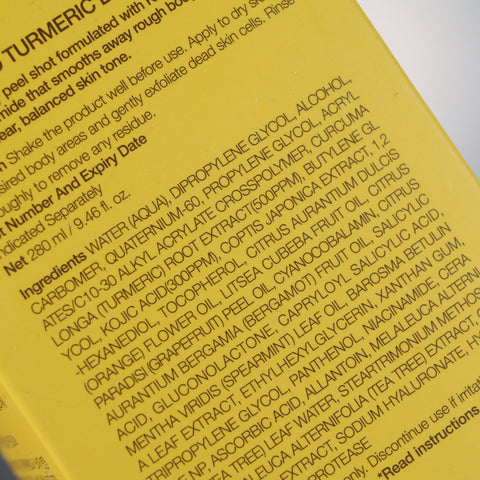 TURMERIC
peel shot formulated with
mide that smooths away rough body
ear, balanced skin tone.
Shake the product well before use. Apply to dry
sired body areas and gently exfoliate dead skin cells. Rinse
oughly to remove any residue.
Number And Expiry Date
ndicated Separately
Net 280 ml / 9.46 fl. oz
Ingredients WATER (AQUA), DIPROPYLENE GLYCOL, ALCOHOL,
CARBOMER, QUATERNIUM-60, PROPYLENE GLYCOL, ACRYL
ATES/C10-30 ALKYL ACRYLATE CROSSPOLYMER, CURCUMA
LONGA (TURMERIC) ROOT EXTRACT(500PPM), BUTYLENE GL
YCOL, KOJIC ACID(300PPM), COPTIS JAPONICA EXTRACT, 1,2
-HEXANEDIOL, TOCOPHEROL, CITRUS AURANTIUM DULCIS
(ORANGE) FLOWER OIL, LITSEA CUBEBA FRUIT OIL, CITRUS
PARADISI (GRAPEFRUIT) PEEL OIL, CYANOCOBALAMIN, CITRUS
AURANTIUM BERGAMIA (BERGAMOT) FRUIT OIL, SALICYLIC
ACID, GLUCONOLACTONE, CAPRYLOYL SALICYLIC ACID,
MENTHA VIRIDIS (SPEARMINT) LEAF OIL, BAROSMA BETULIN
A LEAF EXTRACT, ETHYLHEXYLGLYCERIN, XANTHAN GUM,
TRIPROPYLENE GLYCOL, PANTHENOL, NIACINAMIDE, CERA
NP, ASCORBIC ACID, ALLANTOIN, MELALEUCA ALTERNIF
TEA TREE) LEAF WATER, STEARTRIMONIUM METHOS
ALEUCA ALTERNIFOLIA (TEA TREE) EXTRACT,
EXTRACT, SODIUM HYALURONATE,
PROTEASE
only. Discontinue use if irritati
*Read instructions